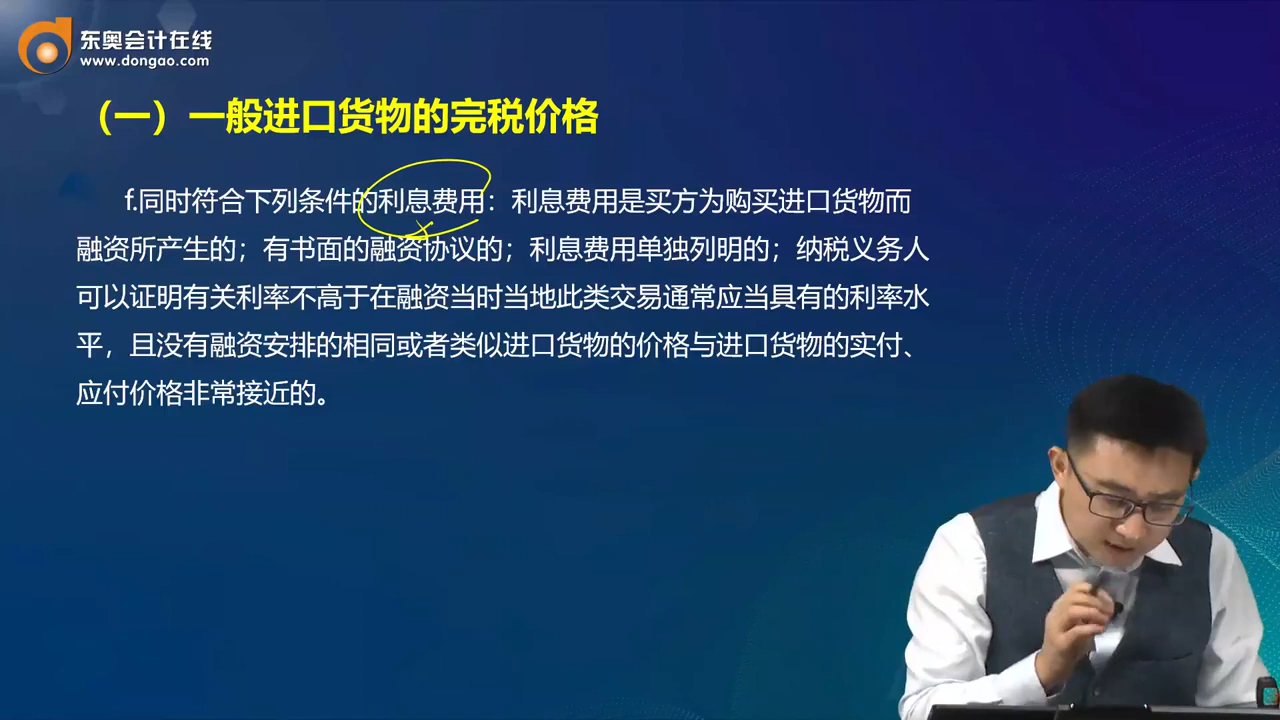 东奥会计在线
www.dongao.com
（一）一般进口货物的完税价格
f.同时符合下列条件的利息费用：利息费用是买方为购买进口货物而
融资所产生的；有书面的融资协议的；利息费用单独列明的；纳税义务人
可以证明有关利率不高于在融资当时当地此类交易通常应当具有的利率水
平，且没有融资安排的相同或者类似进口货物的价格与进口货物的实付、
应付价格非常接近的。